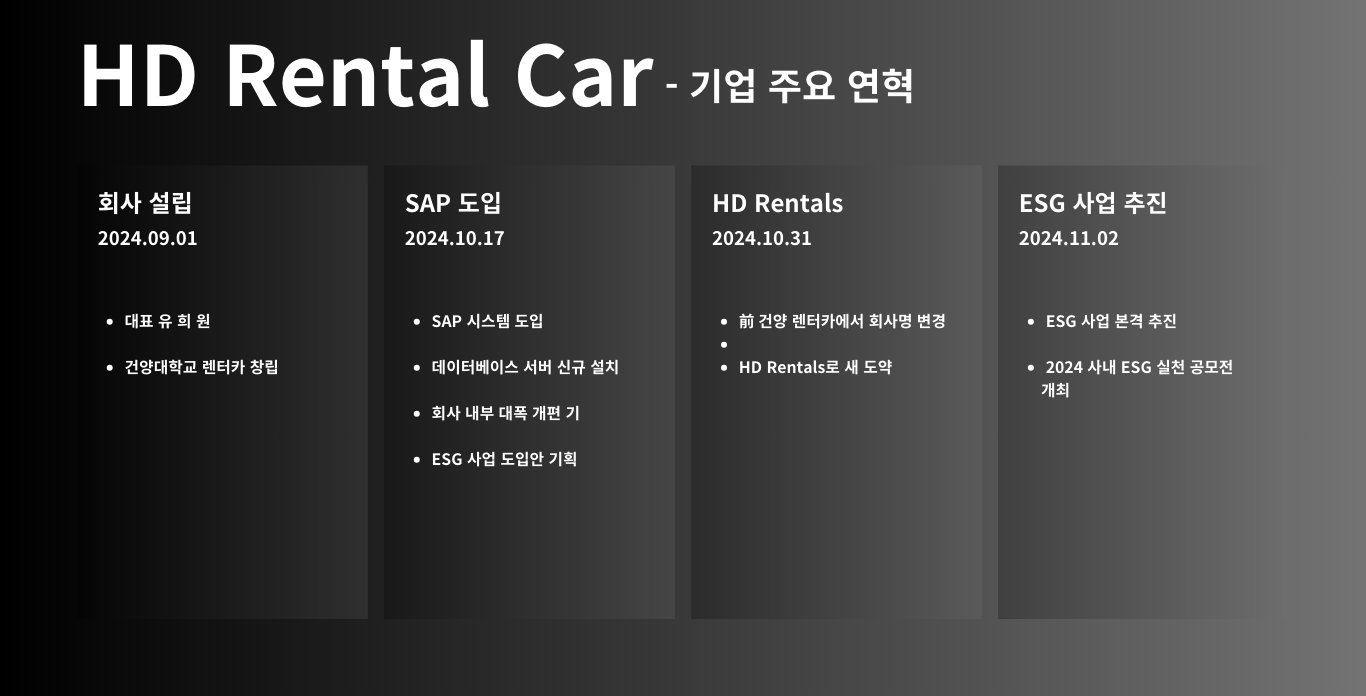 HD Rental Car - 기업 주요 연혁
회사 설립
2024.09.01
• 대표 유 희 원
• 건양대학교 렌터카 창립
SAP 도입
2024.10.17
• SAP 시스템 도입
• 데이터베이스 서버 신규 설치
• 회사 내부 대폭 개편 기
• ESG 사업 도입안 기획
HD Rentals
2024.10.31
• 前 건양 렌터카에서 회사명 변경
•
• HD Rentals로 새 도약
ESG 사업 추진
2024.11.02
• ESG 사업 본격 추진
• 2024 사내 ESG 실천 공모전
개최